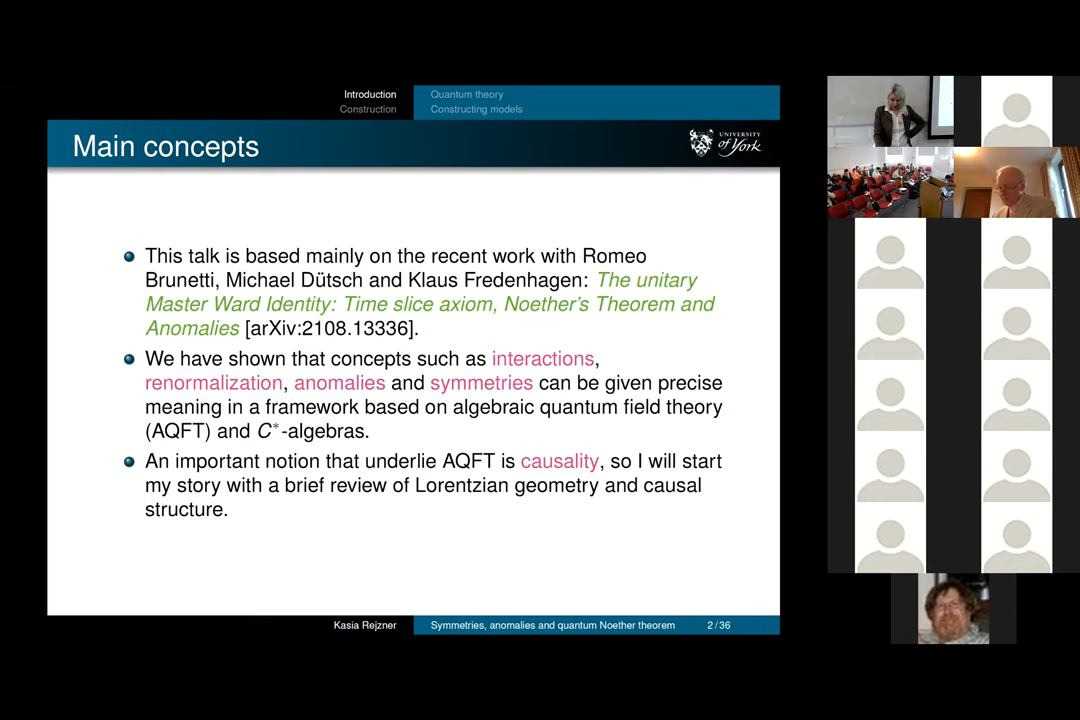 Introduction
Construction
Quantum theory
Constructing models
Main concepts
UNIVERSITY
of York
This talk is based mainly on the recent work with Romeo
Brunetti, Michael Dütsch and Klaus Fredenhagen: The unitary
Master Ward Identity: Time slice axiom, Noether's Theorem and
Anomalies [arXiv:2108.13336].
We have shown that concepts such as interactions,
renormalization, anomalies and symmetries can be given precise
meaning in a framework based on algebraic quantum field theory
(AQFT) and C*-algebras.
An important notion that underlie AQFT is causality, so I will start
my story with a brief review of Lorentzian geometry and causal
structure.
Kasia Rejzner
Symmetries, anomalies and quantum Noether theorem
2/36